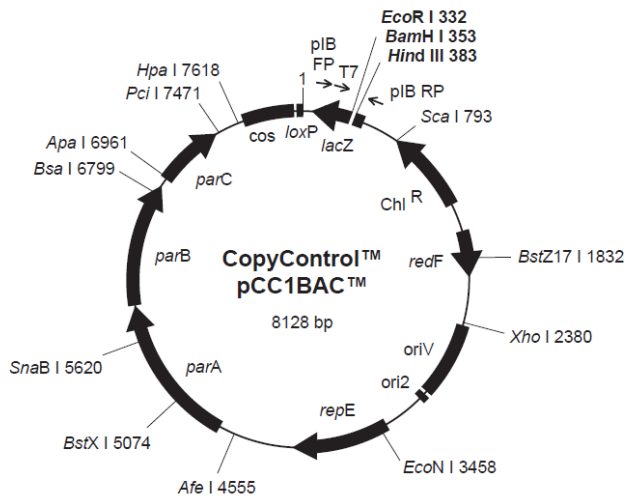 EcoR I 332
BamH I 353
Hind III 383
pIB
FP
T7
1
pIB RP
Hpa I 7618
Pci I 7471
cos
loxP
lacZ
Sca I 793
Apa I 6961
Bsa I 6799
parC
Chl R
parB
CopyControl™
pCC1BAC™
8128 bp
redF
BstZ17 I 1832
Xho I 2380
oriV
ori2
SnaB I 5620
parA
repE
BstX I 5074
EcoN I 3458
Afe I 4555